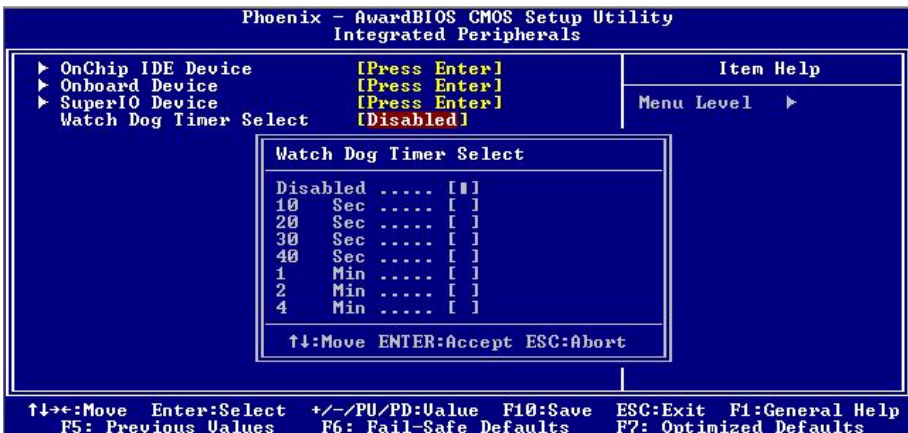 Phoenix - AwardBIOS CMOS Setup Utility
Integrated Peripherals
▶ OnChip IDE Device [Press Enter]
▶ Onboard Device [Press Enter]
▶ SuperIO Device [Press Enter]
Watch Dog Timer Select [Disabled]
Item Help
Menu Level ▶
Watch Dog Timer Select
Disabled ..... [▮]
10 Sec ..... [ ]
20 Sec ..... [ ]
30 Sec ..... [ ]
40 Sec ..... [ ]
1 Min ..... [ ]
2 Min ..... [ ]
4 Min ..... [ ]
↑↓:Move ENTER:Accept ESC:Abort
↑↓→←:Move Enter:Select +/-/PU/PD:Value F10:Save ESC:Exit F1:General Help
F5: Previous Values F6: Fail-Safe Defaults F7: Optimized Defaults